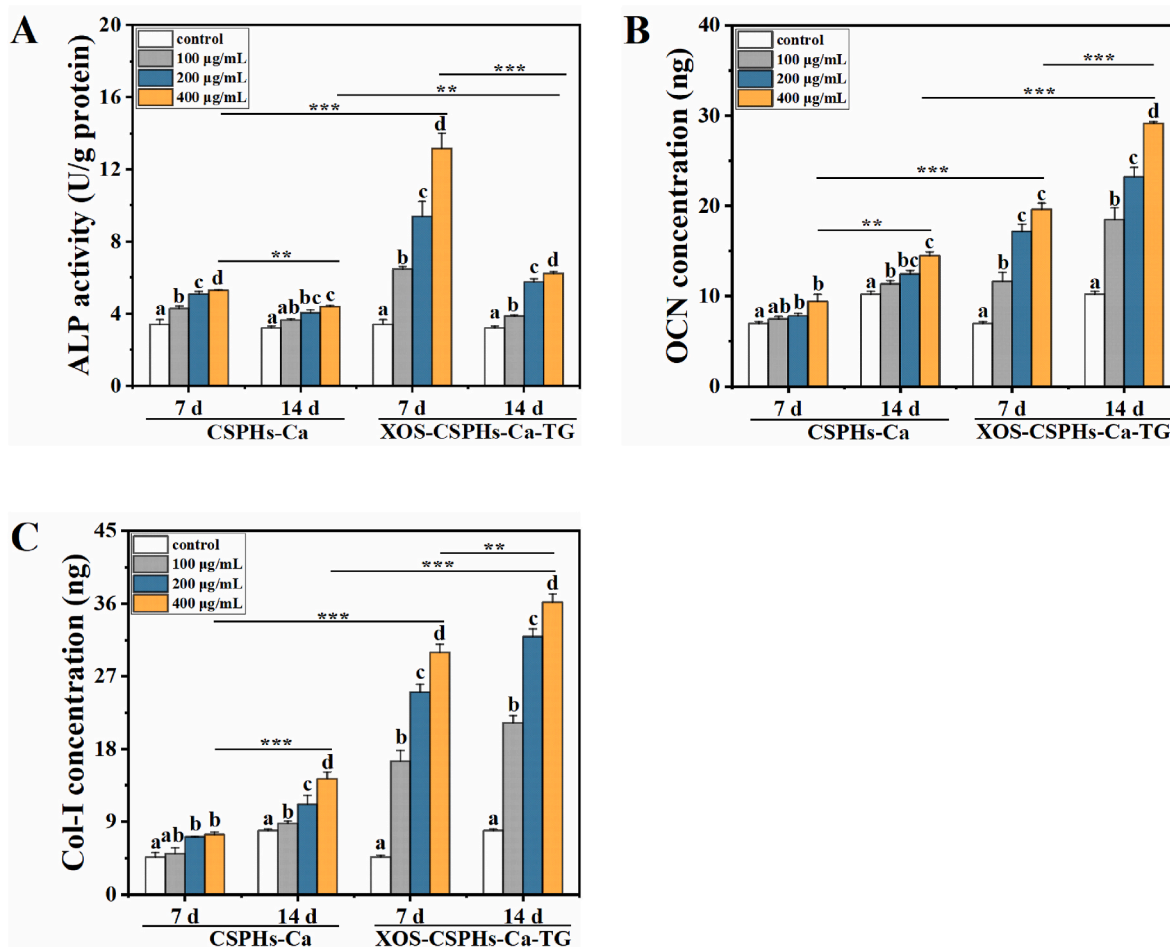 A
ALP activity (U/g protein)
20
16
12
8
4
0
control
100 µg/mL
200 µg/mL
400 µg/mL
***
**
***
**
a b c d
a ab bc d
a b c d
a b c d
7 d 14 d 7 d 14 d
CSPHs-Ca XOS-CSPHs-Ca-TG
B
OCN concentration (ng)
40
30
20
10
0
control
100 µg/mL
200 µg/mL
400 µg/mL
***
***
***
**
a ab b b
a b bc c
a b c c
a b c d
7 d 14 d 7 d 14 d
CSPHs-Ca XOS-CSPHs-Ca-TG
C
Col-I concentration (ng)
45
36
27
18
9
0
control
100 µg/mL
200 µg/mL
400 µg/mL
**
***
***
***
a ab b b
a b c d
a b c d
a b c d
7 d 14 d 7 d 14 d
CSPHs-Ca XOS-CSPHs-Ca-TG